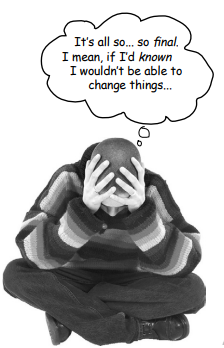 It's all so... so final.
I mean, if I'd known
I wouldn't be able to
change things...